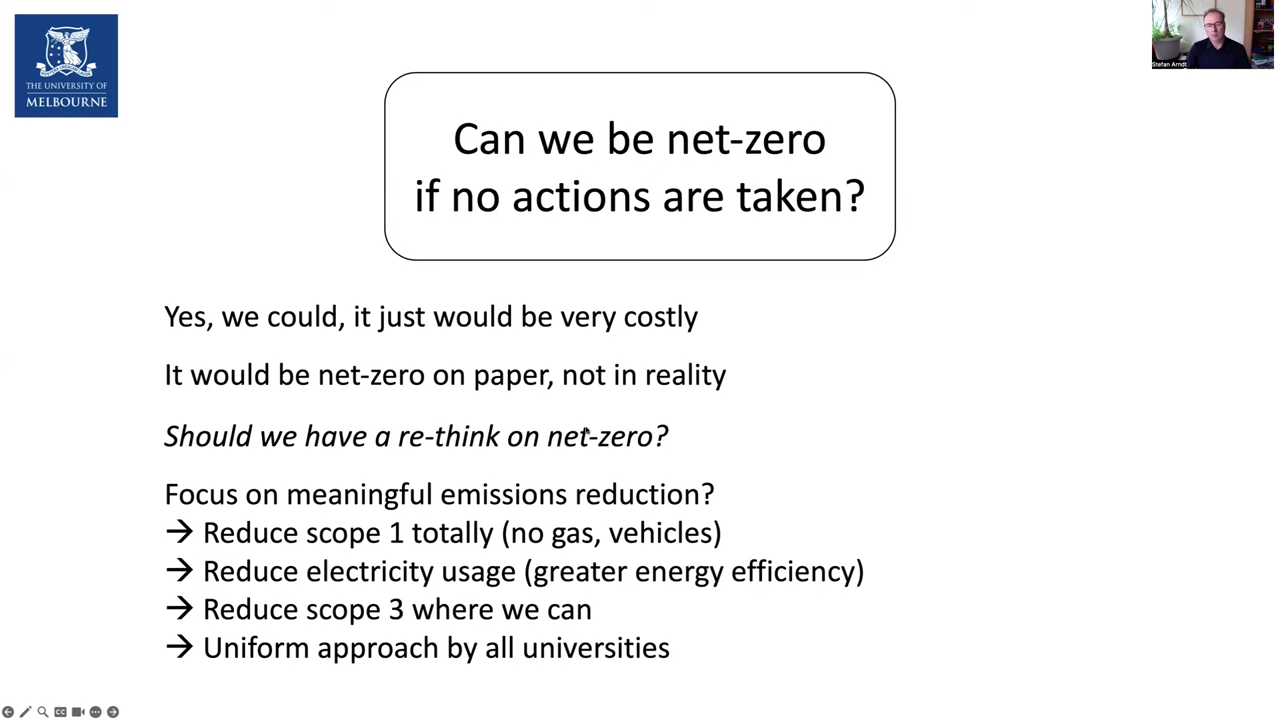 THE UNIVERSITY OF
MELBOURNE
Stefan Arndt
Can we be net-zero
if no actions are taken?
Yes, we could, it just would be very costly
It would be net-zero on paper, not in reality
Should we have a re-think on net-zero?
Focus on meaningful emissions reduction?
→ Reduce scope 1 totally (no gas, vehicles)
→ Reduce electricity usage (greater energy efficiency)
→ Reduce scope 3 where we can
→ Uniform approach by all universities
CC